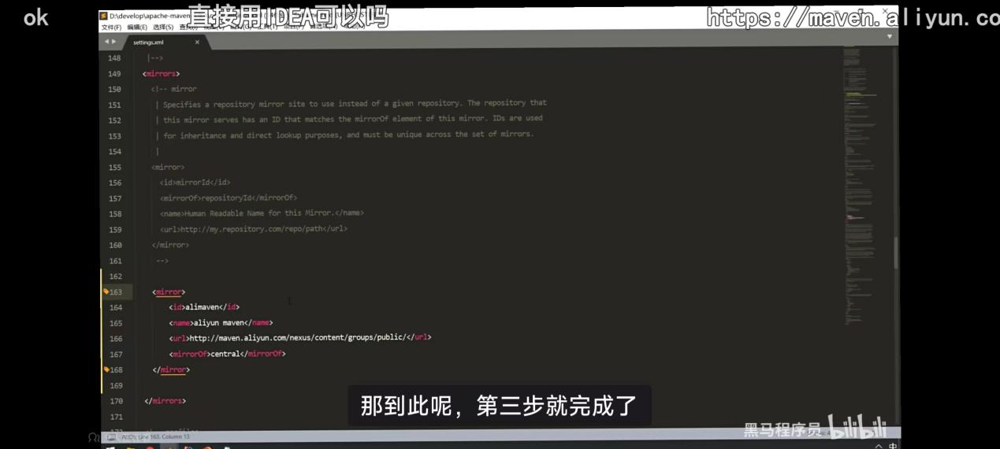 ok
直接用IDEA可以吗
https://maven.aliyun.co
D:\develop\apache-maven
文件(F) 编辑(E) 选择(S) 查找(I)
settings.xml
148 |-->
149 <mirrors>
150 <!-- mirror
151 | Specifies a repository mirror site to use instead of a given repository. The repository that
152 | this mirror serves has an ID that matches the mirrorOf element of this mirror. IDs are used
153 | for inheritance and direct lookup purposes, and must be unique across the set of mirrors.
154 |
155 <mirror>
156 <id>mirrorId</id>
157 <mirrorOf>repositoryId</mirrorOf>
158 <name>Human Readable Name for this Mirror.</name>
159 <url>http://my.repository.com/repo/path</url>
160 </mirror>
161 -->
162
163 <mirror>
164 <id>alimaven</id>
165 <name>aliyun maven</name>
166 <url>http://maven.aliyun.com/nexus/content/groups/public/</url>
167 <mirrorOf>central</mirrorOf>
168 </mirror>
169
170 </mirrors>
171
那到此呢，第三步就完成了
黑马程序员 bilibili
Line 163, Column 13
中